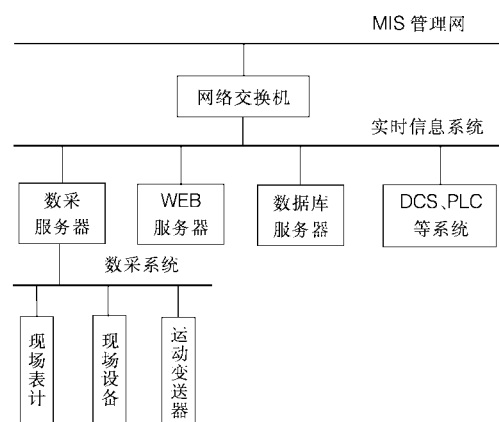 MIS 管理网
网络交换机
实时信息系统
数采
服务器
WEB
服务器
数据库
服务器
DCS、PLC
等系统
数采系统
现场表计
现场设备
运动变送器